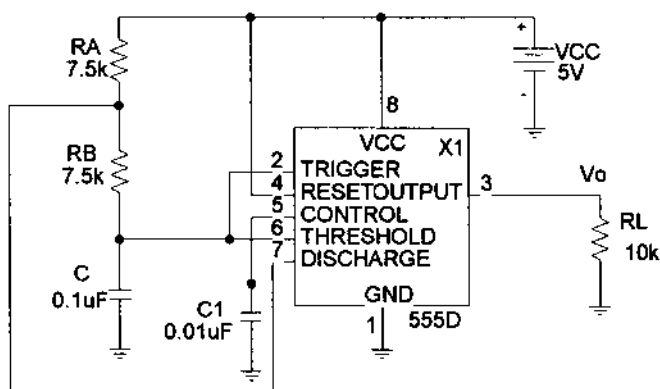 RA
7.5k
+
VCC
5V
-
8
RB
7.5k
VCC
X1
2
TRIGGER
4
RESETOUTPUT
3
Vo
5
CONTROL
6
THRESHOLD
7
DISCHARGE
RL
10k
C
0.1uF
C1
0.01uF
GND
1
555D